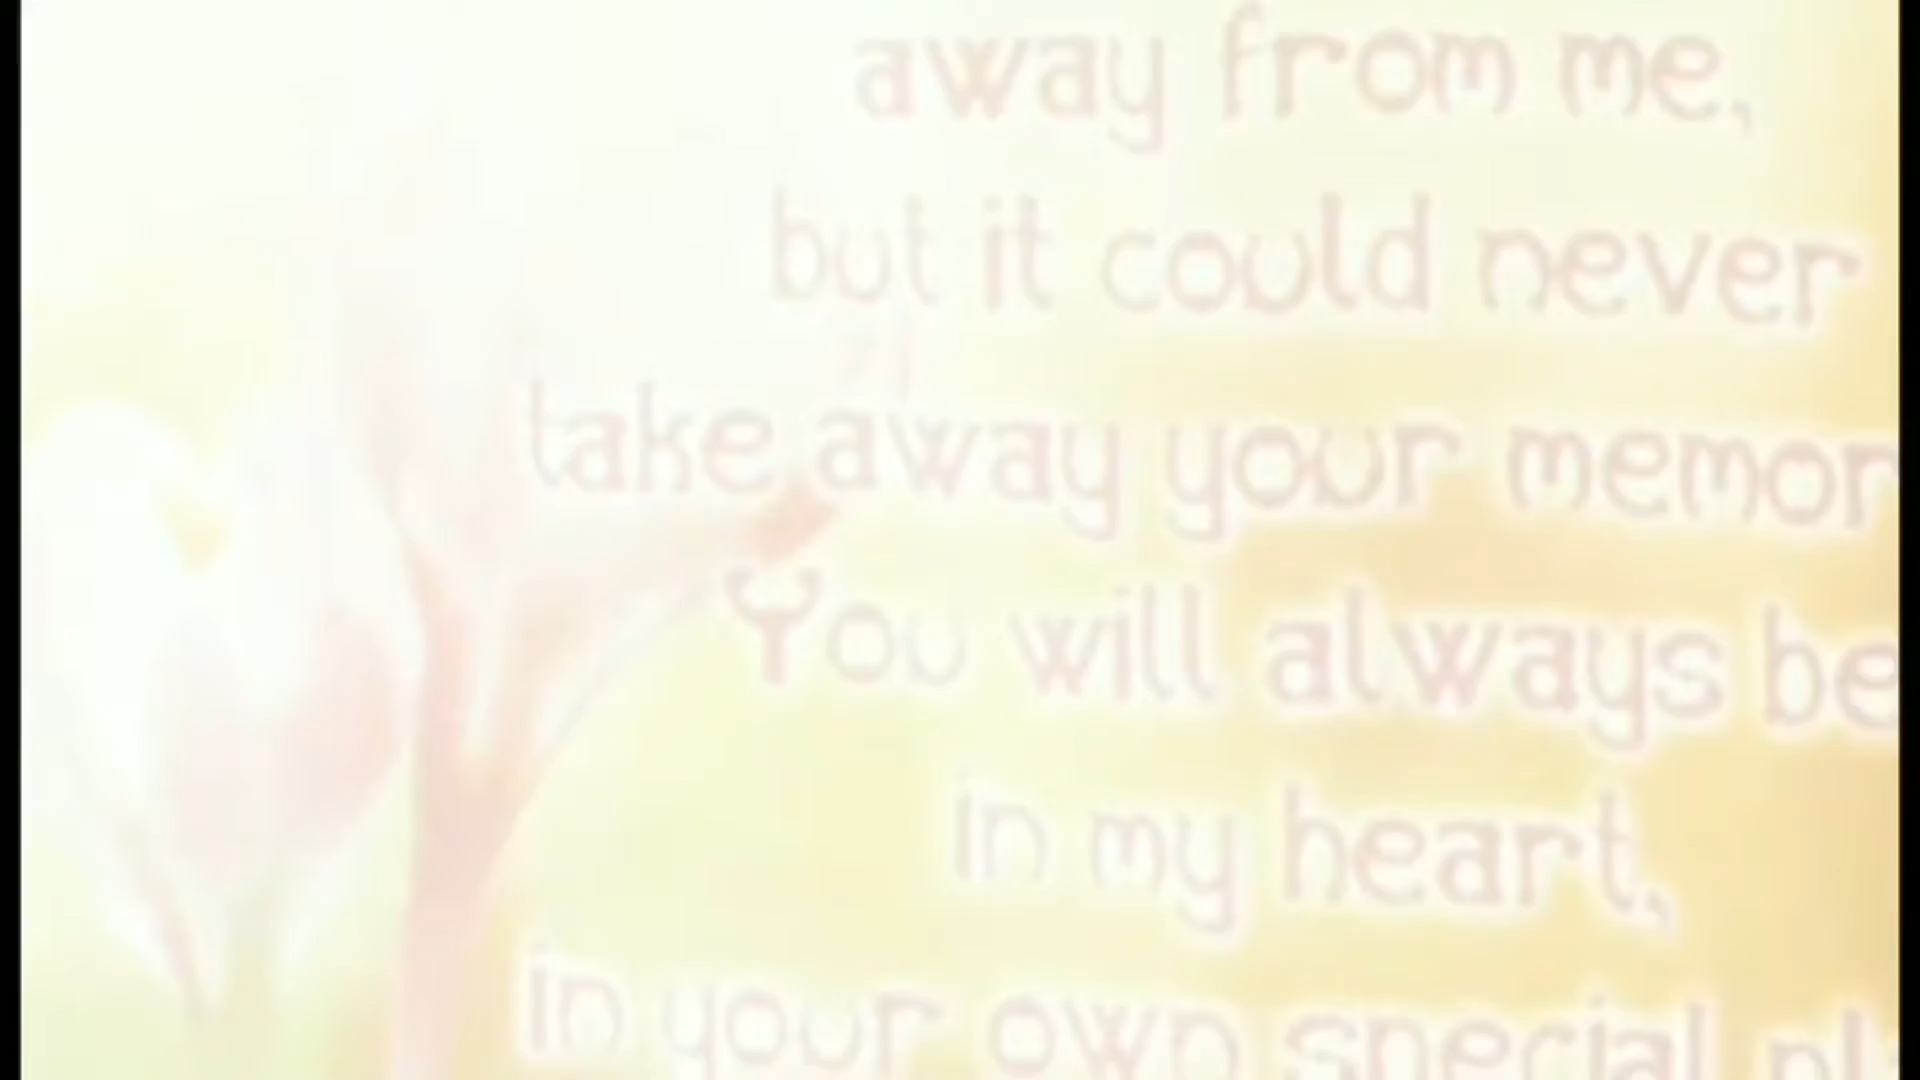 away from me,
but it could never
take away your memor
You will always be
in my heart,
in your own special pl